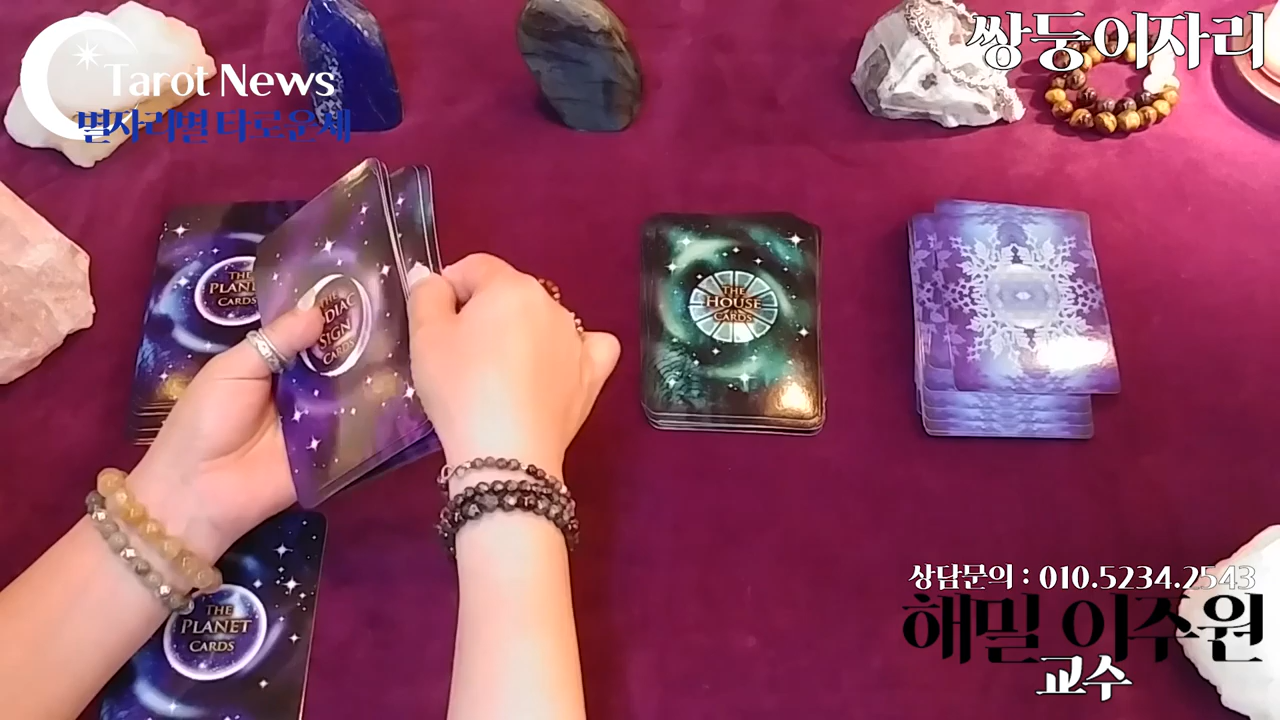 Tarot News
별자리별 타로운세
쌍둥이자리
THE
PLANET
CARDS
THE
ZODIAC
SIGN
CARDS
THE
HOUSE
CARDS
THE
PLANET
CARDS
상담문의 : 010.5234.2543
해밀 이주원
교수